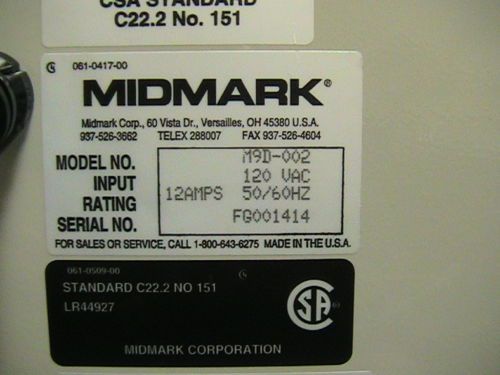 CSA STANDARD
C22.2 No. 151
061-0417-00
MIDMARK®
Midmark Corp., 60 Vista Dr., Versailles, OH 45380 U.S.A.
937-526-3662 TELEX 288007 FAX 937-526-4604
MODEL NO. M9D-002
INPUT 120 VAC
RATING 12AMPS 50/60HZ
SERIAL NO. FG001414
FOR SALES OR SERVICE, CALL 1-800-643-6275 MADE IN THE U.S.A.
061-0509-00
STANDARD C22.2 NO 151
LR44927
CSA ®
MIDMARK CORPORATION